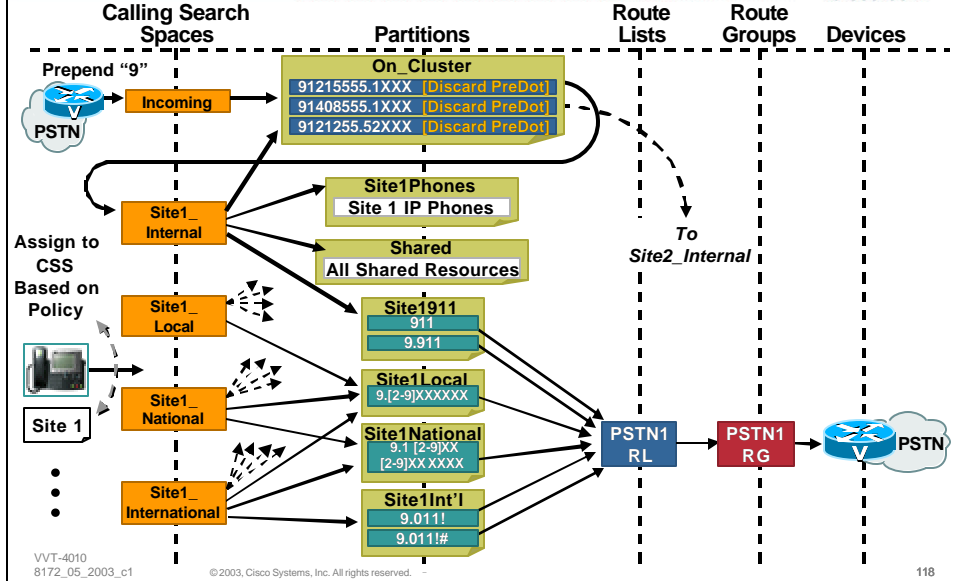 Calling Search
Spaces
Partitions
Route
Lists
Route
Groups
Devices
Prepend “9”
V
PSTN
Incoming
On_Cluster
91215555.1XXX [Discard PreDot]
91408555.1XXX [Discard PreDot]
9121255.52XXX [Discard PreDot]
Site1_
Internal
Site1Phones
Site 1 IP Phones
Shared
All Shared Resources
To
Site2_Internal
Assign to
CSS
Based on
Policy
Site 1
Site1_
Local
Site1_
National
Site1_
International
Site1911
911
9.911
Site1Local
9.[2-9]XXXXXX
Site1National
9.1 [2-9]XX
[2-9]XX XXXX
Site1Int’l
9.011!
9.011!#
PSTN1
RL
PSTN1
RG
V
PSTN
VVT-4010
8172_05_2003_c1
©2003, Cisco Systems, Inc. All rights reserved.
118